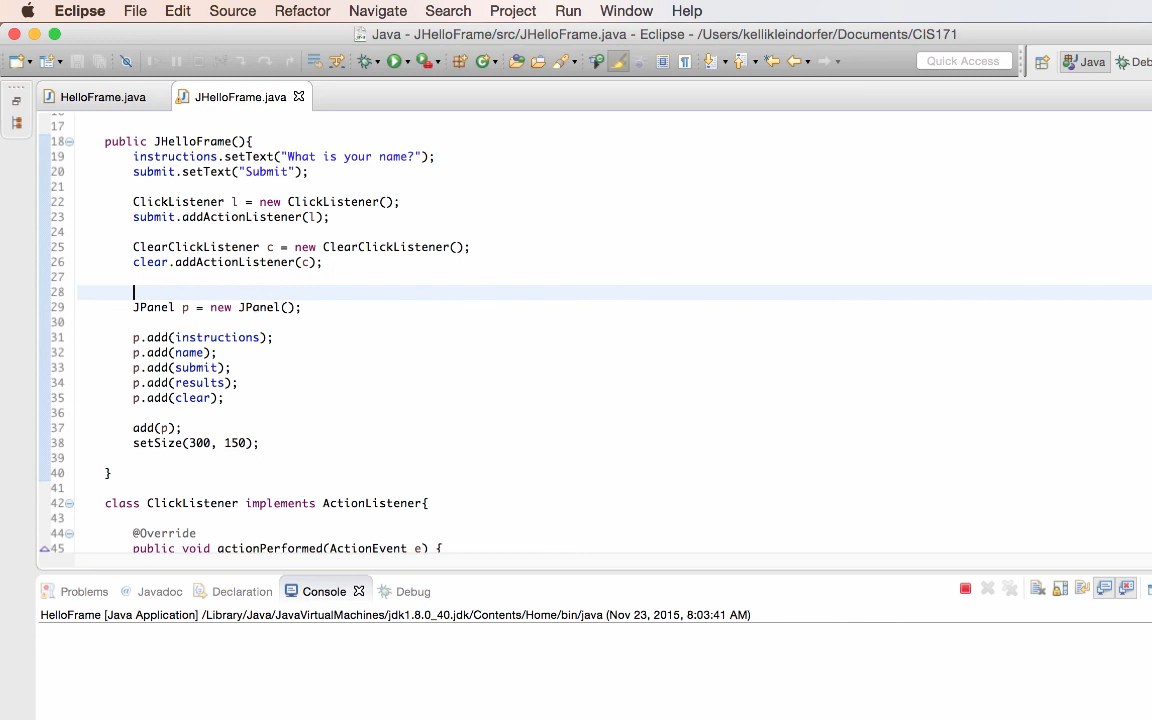 Eclipse File Edit Source Refactor Navigate Search Project Run Window Help
Java - JHelloFrame/src/JHelloFrame.java - Eclipse - /Users/kellikleindorfer/Documents/CIS171
Quick Access Java Deb
HelloFrame.java JHelloFrame.java
17
18 public JHelloFrame(){
19 instructions.setText("What is your name?");
20 submit.setText("Submit");
21
22 ClickListener l = new ClickListener();
23 submit.addActionListener(l);
24
25 ClearClickListener c = new ClearClickListener();
26 clear.addActionListener(c);
27
28
29 JPanel p = new JPanel();
30
31 p.add(instructions);
32 p.add(name);
33 p.add(submit);
34 p.add(results);
35 p.add(clear);
36
37 add(p);
38 setSize(300, 150);
39
40 }
41
42 class ClickListener implements ActionListener{
43
44 @Override
45 public void actionPerformed(ActionEvent e) {
Problems @ Javadoc Declaration Console Debug
HelloFrame [Java Application] /Library/Java/JavaVirtualMachines/jdk1.8.0_40.jdk/Contents/Home/bin/java (Nov 23, 2015, 8:03:41 AM)